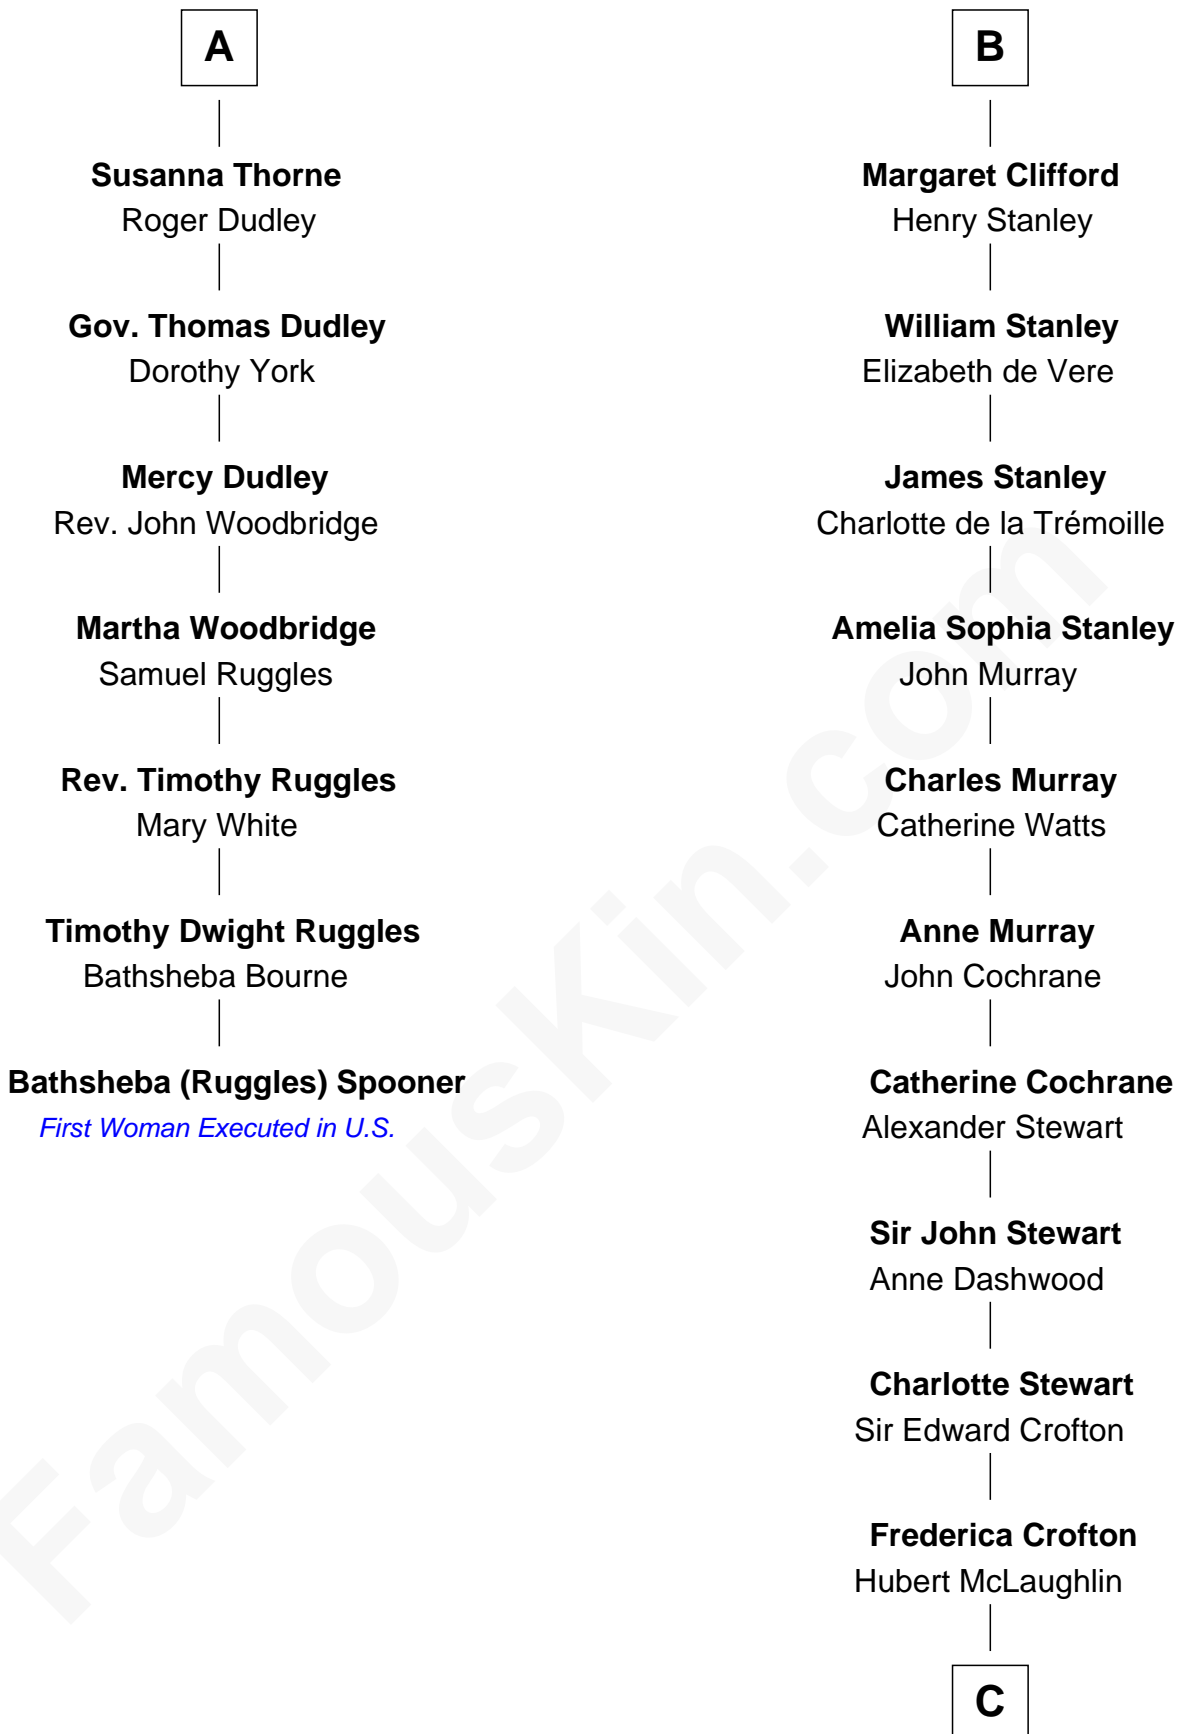 A
Susanna Thorne
Roger Dudley
Gov. Thomas Dudley
Dorothy York
Mercy Dudley
Rev. John Woodbridge
Martha Woodbridge
Samuel Ruggles
Rev. Timothy Ruggles
Mary White
Timothy Dwight Ruggles
Bathsheba Bourne
Bathsheba (Ruggles) Spooner
First Woman Executed in U.S.
B
Margaret Clifford
Henry Stanley
William Stanley
Elizabeth de Vere
James Stanley
Charlotte de la Trémoille
Amelia Sophia Stanley
John Murray
Charles Murray
Catherine Watts
Anne Murray
John Cochrane
Catherine Cochrane
Alexander Stewart
Sir John Stewart
Anne Dashwood
Charlotte Stewart
Sir Edward Crofton
Frederica Crofton
Hubert McLaughlin
C
FamousKin.com